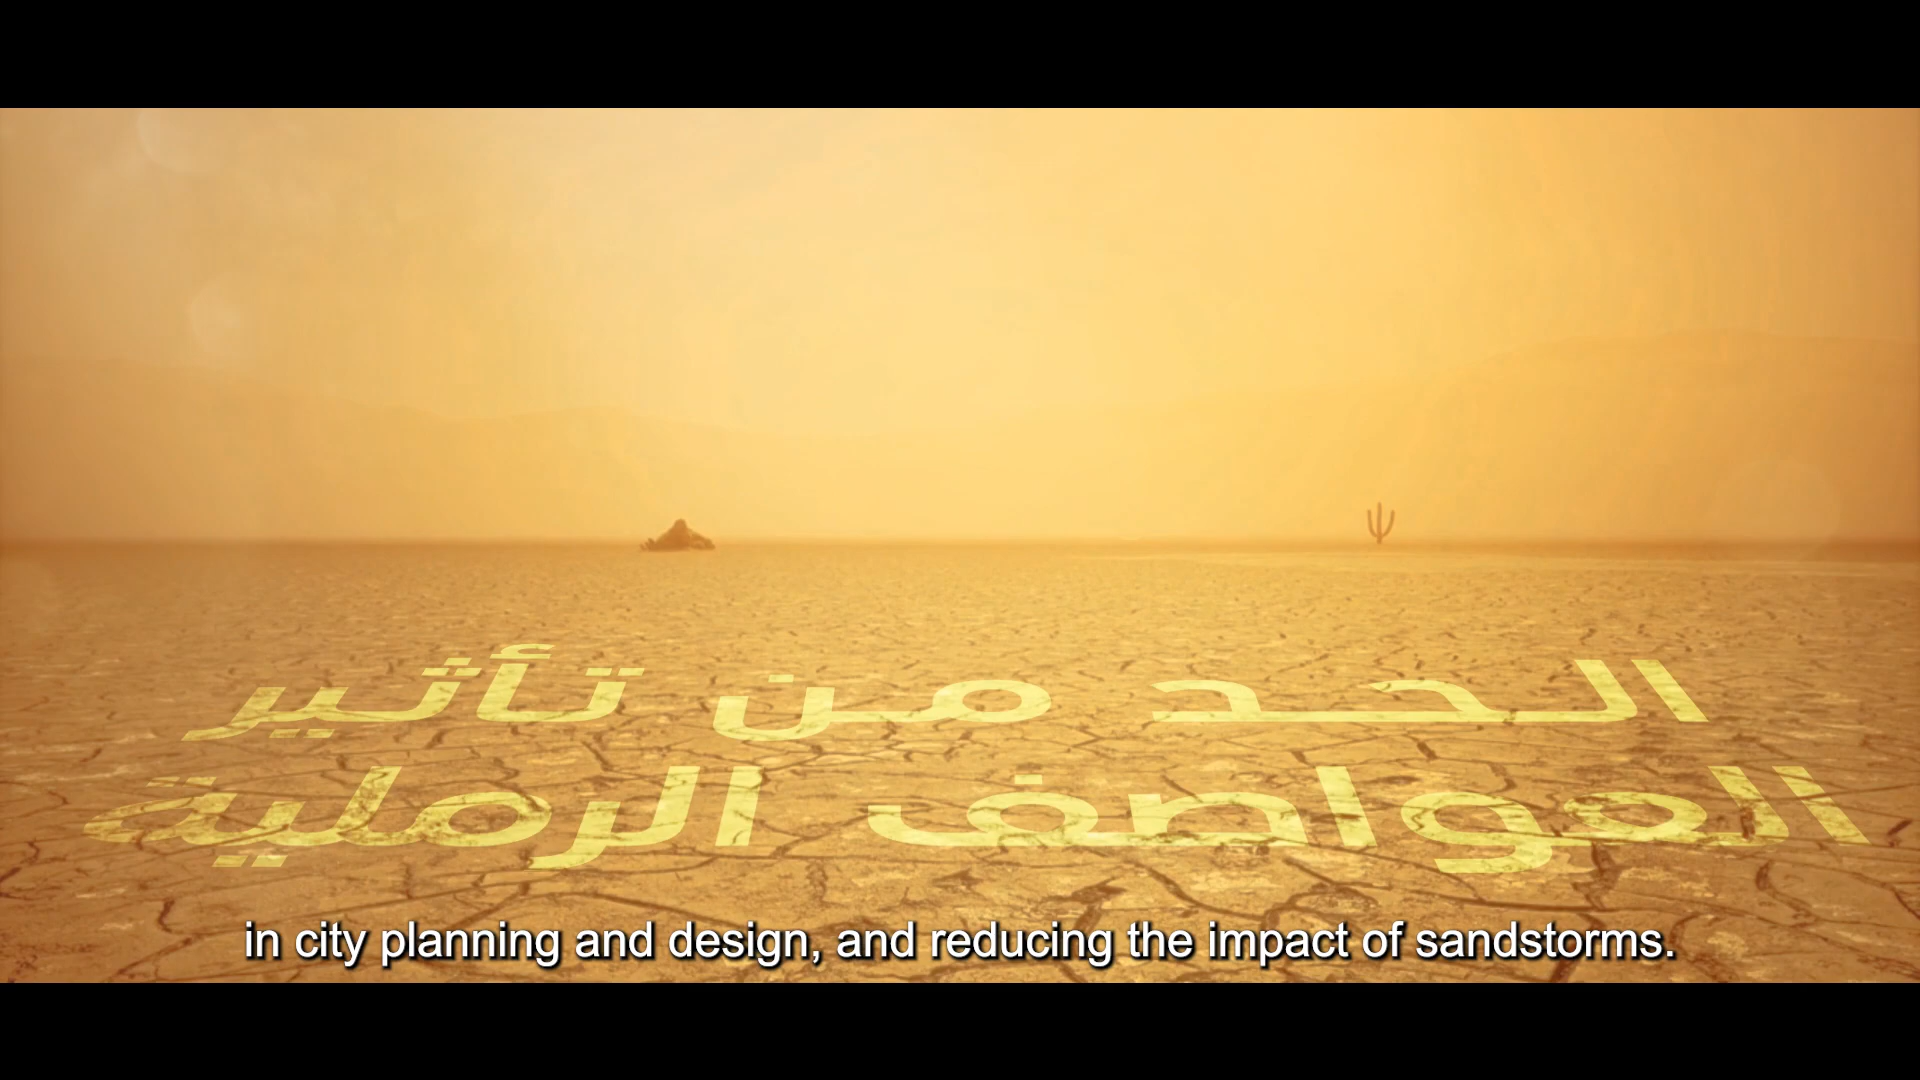 الحد من تأثير
العواصف الرملية
in city planning and design, and reducing the impact of sandstorms.